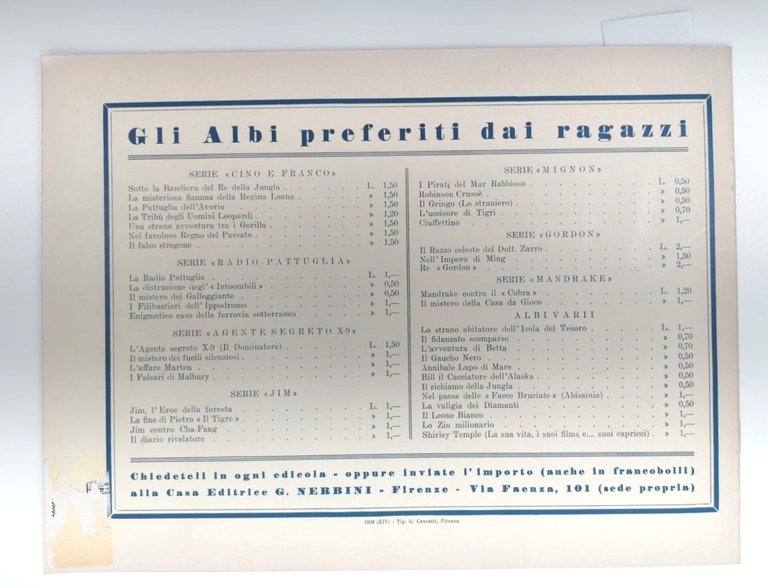 Gli Albi preferiti dai ragazzi
SERIE «CINO E FRANCO»
Sotto la Bandiera del Re della Jungla . . . . . L. 1,50
La misteriosa fiamma della Regina Loana . . . . . » 1,50
La Pattuglia dell'Avorio . . . . . » 1,50
La Tribù degli Uomini Leopardi . . . . . » 1,20
Una strana avventura tra i Gorilla . . . . . » 1,50
Nel favoloso Regno del Passato . . . . . » 1,50
Il falso stregone . . . . . » 1,50
SERIE «RADIO PATTUGLIA»
La Radio Pattuglia . . . . . L. 1,—
La distruzione degl' «Intoccabili» . . . . . » 0,50
Il mistero del Galleggiante . . . . . » 0,50
I Filibustieri dell'Ippodromo . . . . . » 1,—
Enigmatico caso della ferrovia sotterranea . . . . . » 1,—
SERIE «AGENTE SEGRETO X-9»
L'Agente segreto X-9 (Il Dominatore) . . . . . L. 1,50
Il mistero dei fucili silenziosi . . . . . » 1,—
L'affare Marten . . . . . » 1,—
I Falsari di Malbury . . . . . » 1,—
SERIE «JIM»
Jim, l'Eroe della foresta . . . . . L. 1,—
La fine di Pietro «Il Tigre» . . . . . » 1,—
Jim contro Cha-Fang . . . . . » 1,—
Il diario rivelatore . . . . . » 1,—
SERIE «MIGNON»
I Pirati del Mar Rabbioso . . . . . L. 0,50
Robinson Crusoè . . . . . » 0,50
Il Gringo (Lo straniero) . . . . . » 0,50
L'uccisore di Tigri . . . . . » 0,70
Ciuffettino . . . . . » 1,—
SERIE «GORDON»
Il Razzo celeste del Dott. Zarro . . . . . L. 2,—
Nell'Impero di Ming . . . . . » 1,50
Re «Gordon» . . . . . » 2,—
SERIE «MANDRAKE»
Mandrake contro il «Cobra» . . . . . L. 1,20
Il mistero della Casa da Gioco . . . . . » 1,—
ALBI VARII
Lo strano abitatore dell'Isola del Tesoro . . . . . L. 1,—
Il fidanzato scomparso . . . . . » 0,70
L'avventura di Betta . . . . . » 0,70
Il Gaucho Nero . . . . . » 0,50
Annibale Lupo di Mare . . . . . » 0,50
Bill il Cacciatore dell'Alaska . . . . . » 0,50
Il richiamo della Jungla . . . . . » 0,50
Nel paese delle «Facce Bruciate» (Abissinia) . . . . . » 1,—
La valigia dei Diamanti . . . . . » 0,50
Il Leone Bianco . . . . . » 1,—
Lo Zio milionario . . . . . » 1,—
Shirley Temple (La sua vita, i suoi films e.... suoi capricci) . » 1,—
Chiedeteli in ogni edicola - oppure inviate l'importo (anche in francobolli)
alla Casa Editrice G. NERBINI - Firenze - Via Faenza, 101 (sede propria)
1936 (XIV) - Tip. G. Cencetti, Firenze.